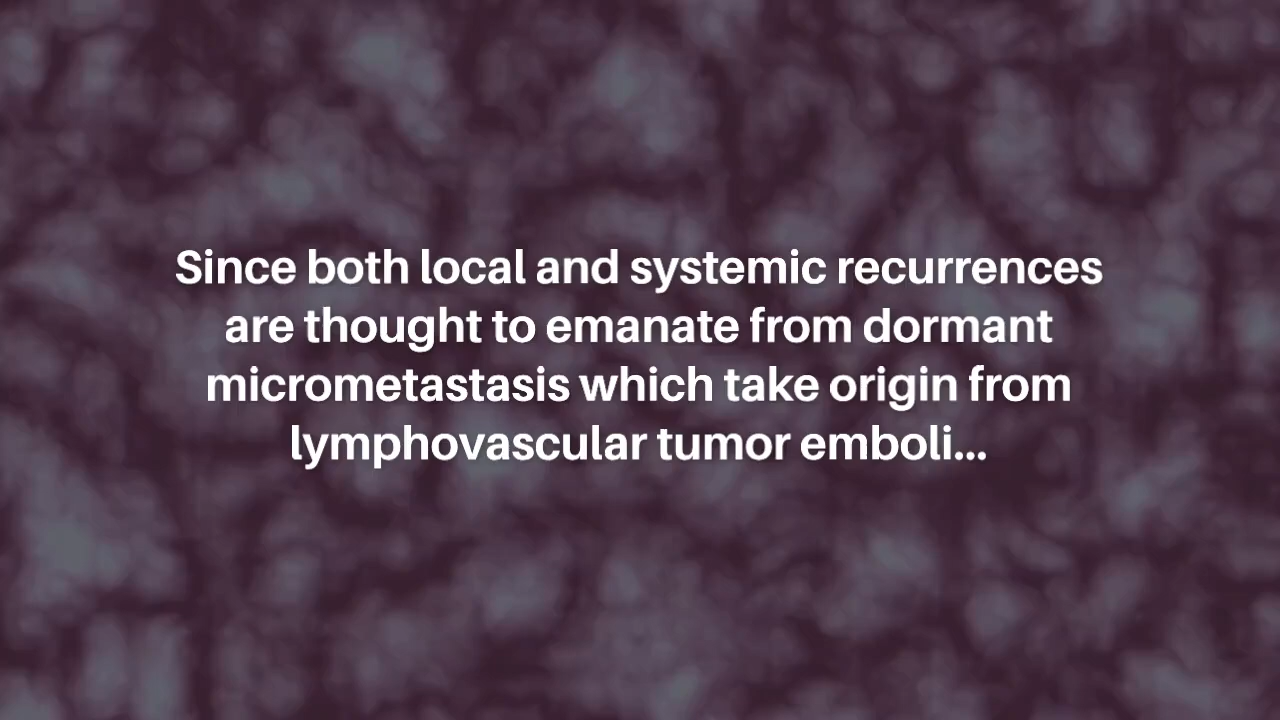 Since both local and systemic recurrences
are thought to emanate from dormant
micrometastasis which take origin from
lymphovascular tumor emboli...